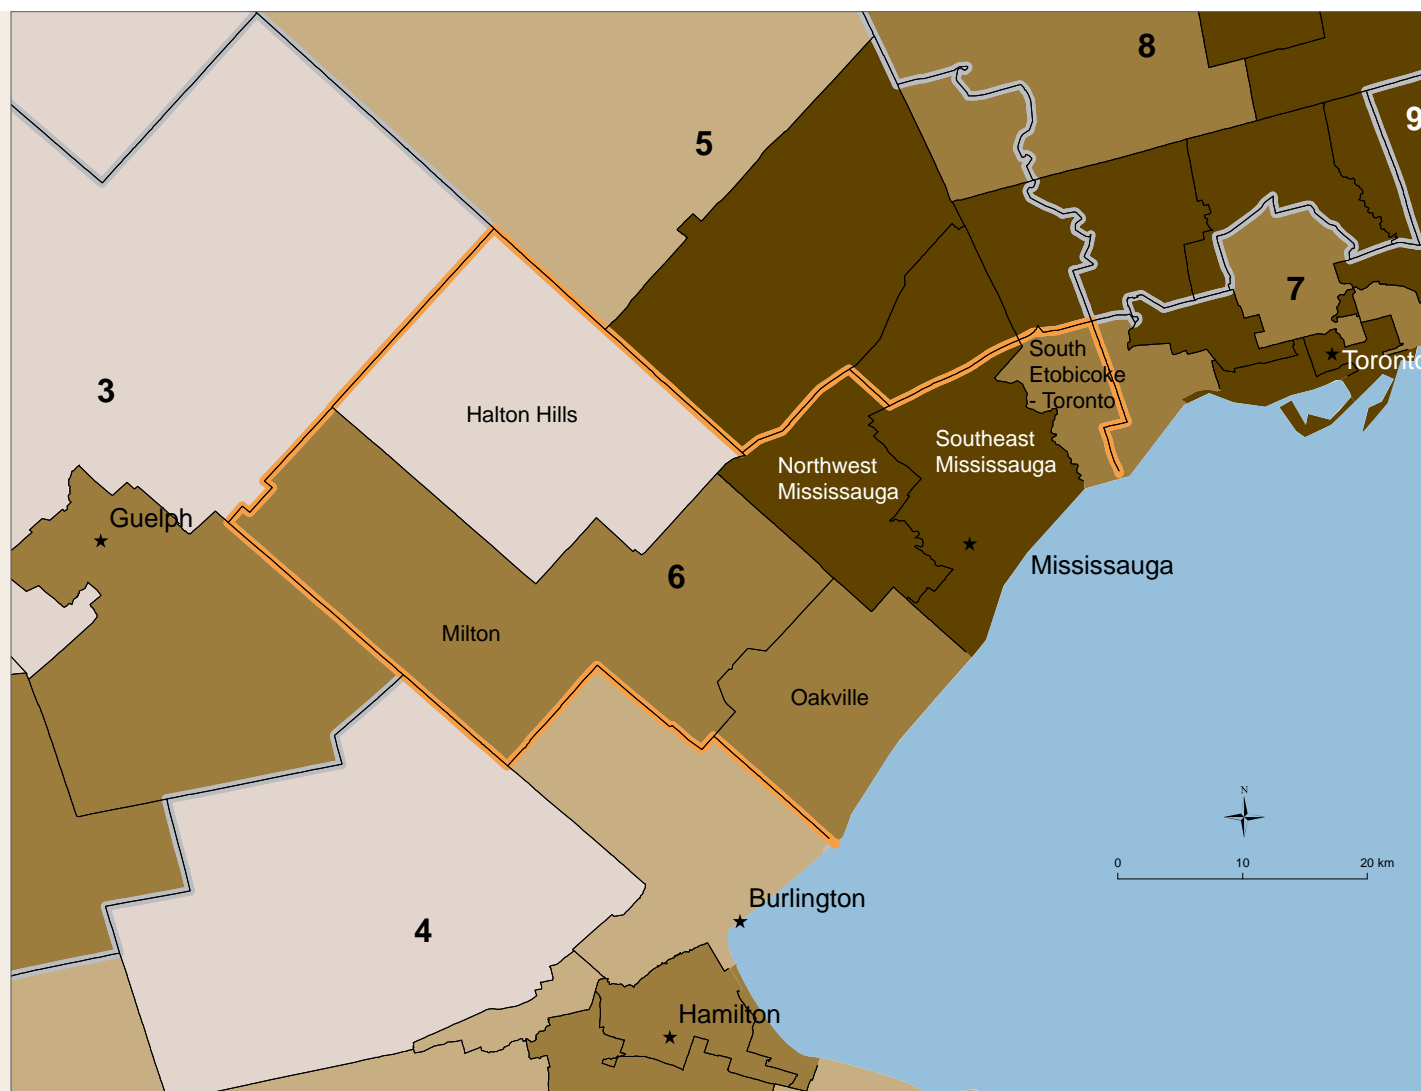 8
9
5
7
South
Etobicoke
- Toronto
Toronto
3
Halton Hills
Southeast
Mississauga
Northwest
Mississauga
Guelph
Mississauga
6
Milton
Oakville
N
0 10 20 km
Burlington
4
Hamilton